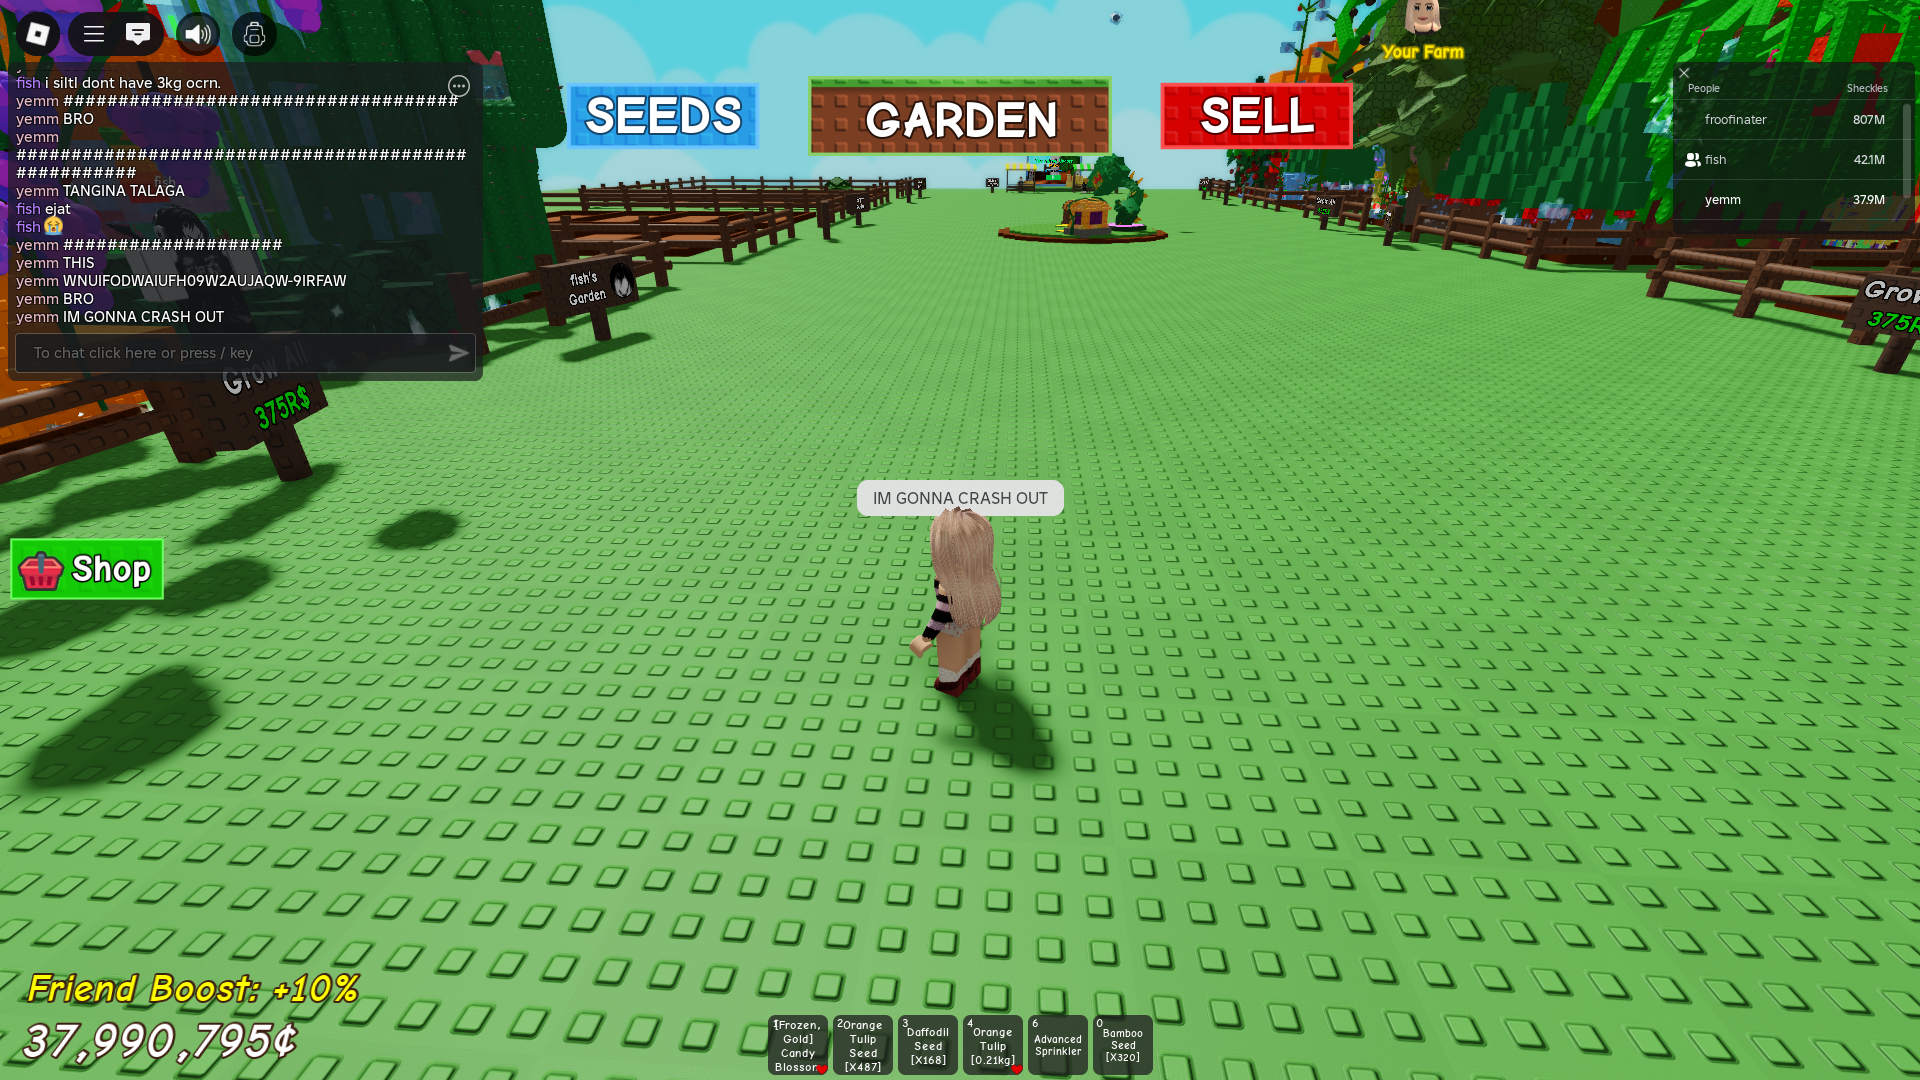 Your Farm
SEEDS
GARDEN
SELL
fish i siltl dont have 3kg ocrn.
yemm ####################################
yemm BRO
yemm
#########################################
###########
yemm TANGINA TALAGA
fish ejat
fish 😭
yemm ####################
yemm THIS
yemm WNUIFODWAIUFH09W2AUJAQW-9IRFAW
yemm BRO
yemm IM GONNA CRASH OUT
To chat click here or press / key
fish
People Sheckles
froofinater 807M
fish 42.1M
yemm 37.9M
fish's
Garden
Grow All
375R$
Grow
375R
IM GONNA CRASH OUT
Shop
Friend Boost: +10%
37,990,795¢
1 [Frozen,
Gold]
Candy
Blossom
2 Orange
Tulip
Seed
[X487]
3 Daffodil
Seed
[X168]
4 Orange
Tulip
[0.21kg]
6 Advanced
Sprinkler
0 Bamboo
Seed
[X320]